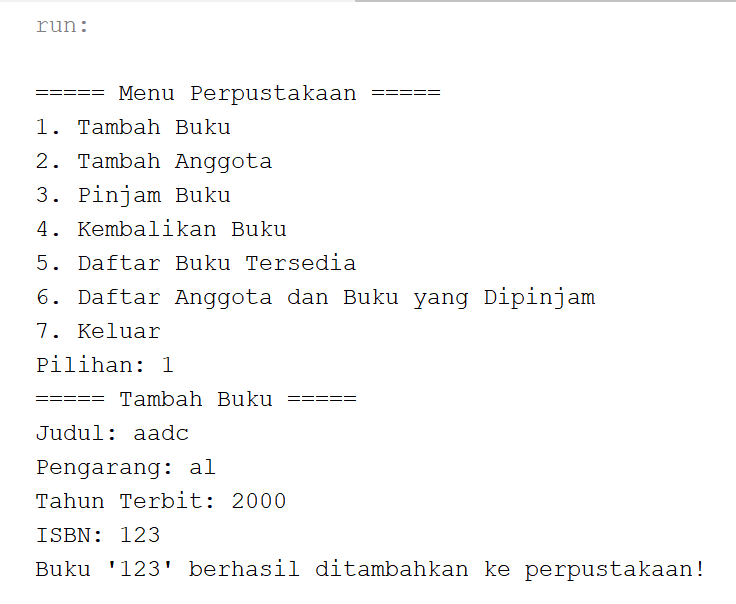 run:
===== Menu Perpustakaan =====
1. Tambah Buku
2. Tambah Anggota
3. Pinjam Buku
4. Kembalikan Buku
5. Daftar Buku Tersedia
6. Daftar Anggota dan Buku yang Dipinjam
7. Keluar
Pilihan: 1
===== Tambah Buku =====
Judul: aadc
Pengarang: al
Tahun Terbit: 2000
ISBN: 123
Buku '123' berhasil ditambahkan ke perpustakaan!